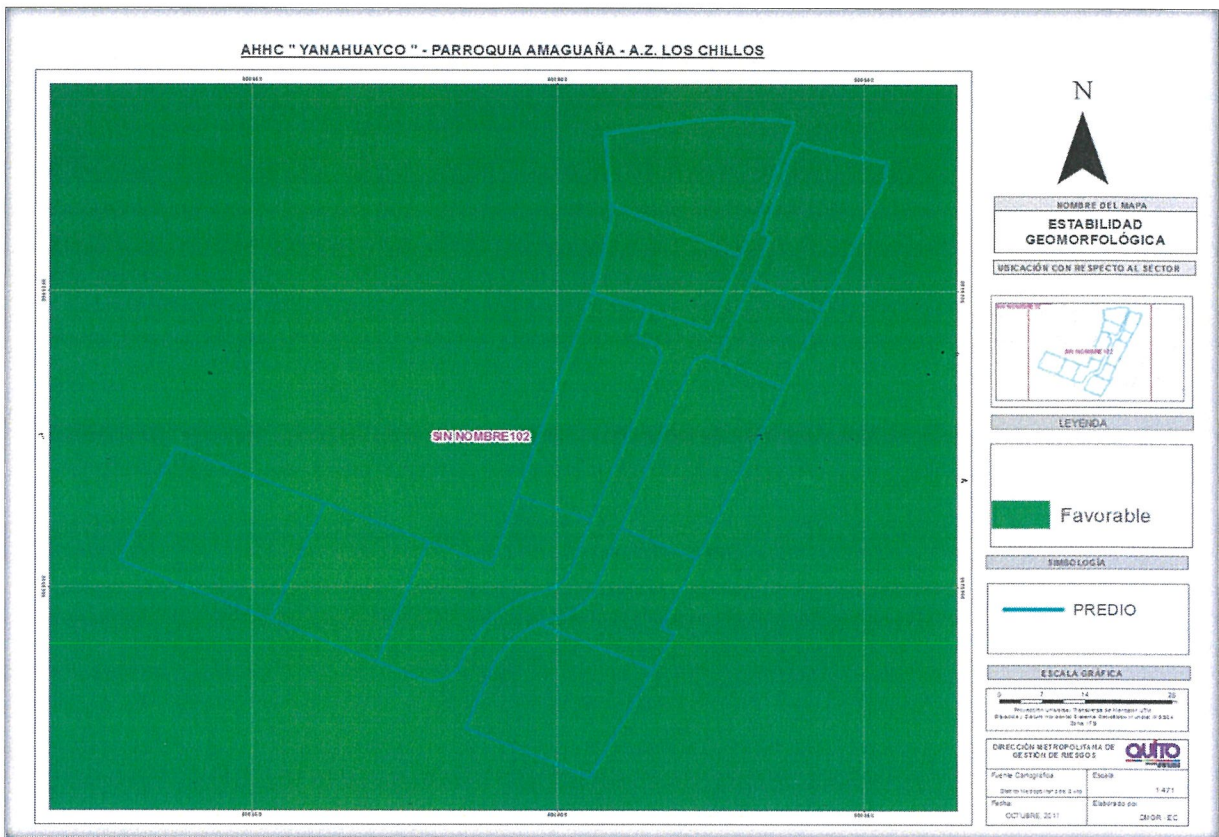 AHHC " YANAHUAYCO " - PARROQUIA AMAGUAÑA - A.Z. LOS CHILLOS
N
NOMBRE DEL MAPA
ESTABILIDAD
GEOMORFOLÓGICA
UBICACIÓN CON RESPECTO AL SECTOR
SIN NOMBRE102
SIN NOMBRE102
LEYENDA
Favorable
SIMBOLOGÍA
PREDIO
ESCALA GRÁFICA
0 7 14 28
DIRECCIÓN METROPOLITANA DE
GESTIÓN DE RIESGOS
QUITO
Fuente Cartográfica
Escala
1:471
Fecha:
Elaborado por
OCTUBRE, 2011